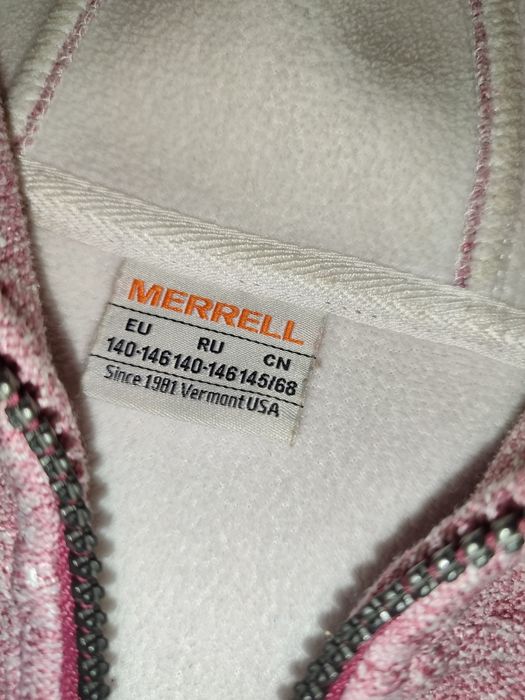 MERRELL
EU RU CN
140-146 140-146 145/68
Since 1981 Vermont USA